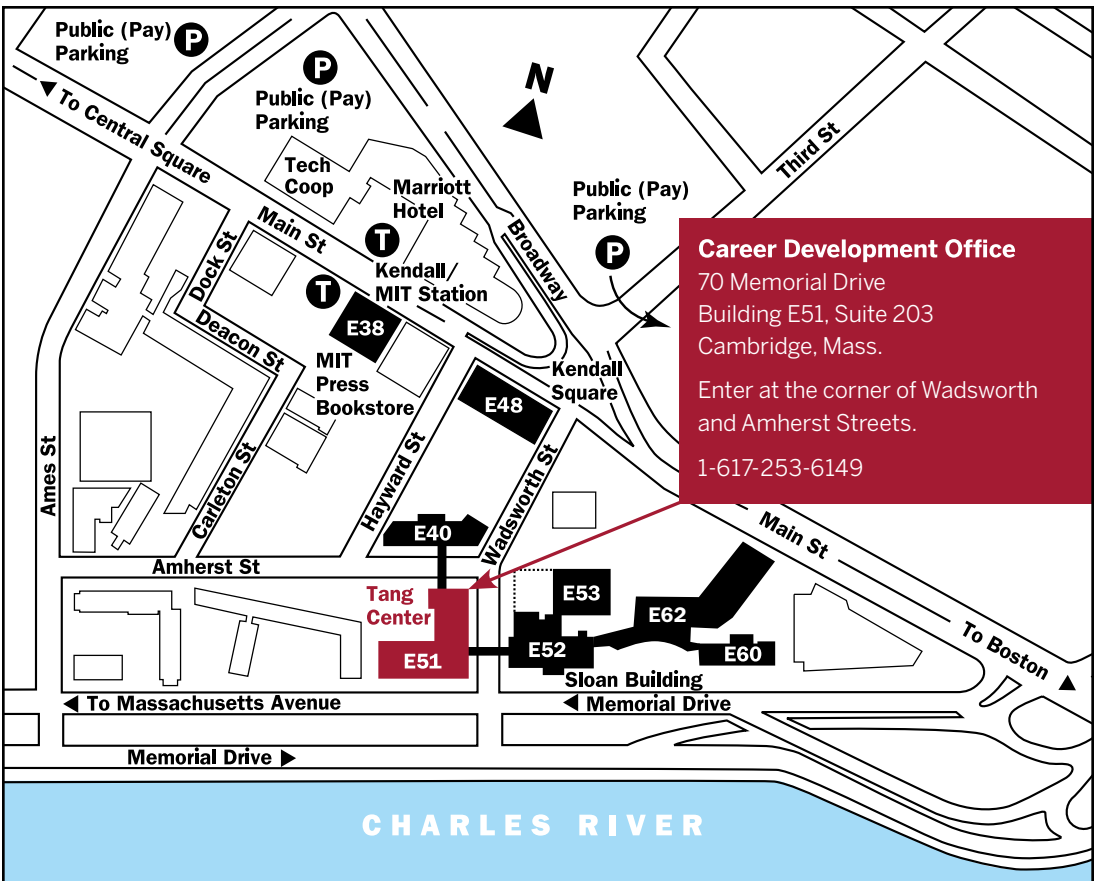 Public (Pay)
Parking
P
P
Public (Pay)
Parking
N
To Central Square
Tech
Coop
Marriott
Hotel
Third St
Public (Pay)
Parking
P
Main St
T
Kendall/
MIT Station
Broadway
Dock St
T
E38
Deacon St
MIT
Press
Bookstore
Kendall
Square
E48
Career Development Office
70 Memorial Drive
Building E51, Suite 203
Cambridge, Mass.
Enter at the corner of Wadsworth
and Amherst Streets.
1-617-253-6149
Ames St
Carleton St
Hayward St
Wadsworth St
E40
Main St
Amherst St
Tang
Center
E53
E62
E51
E52
E60
To Boston
Sloan Building
To Massachusetts Avenue
Memorial Drive
Memorial Drive
CHARLES RIVER